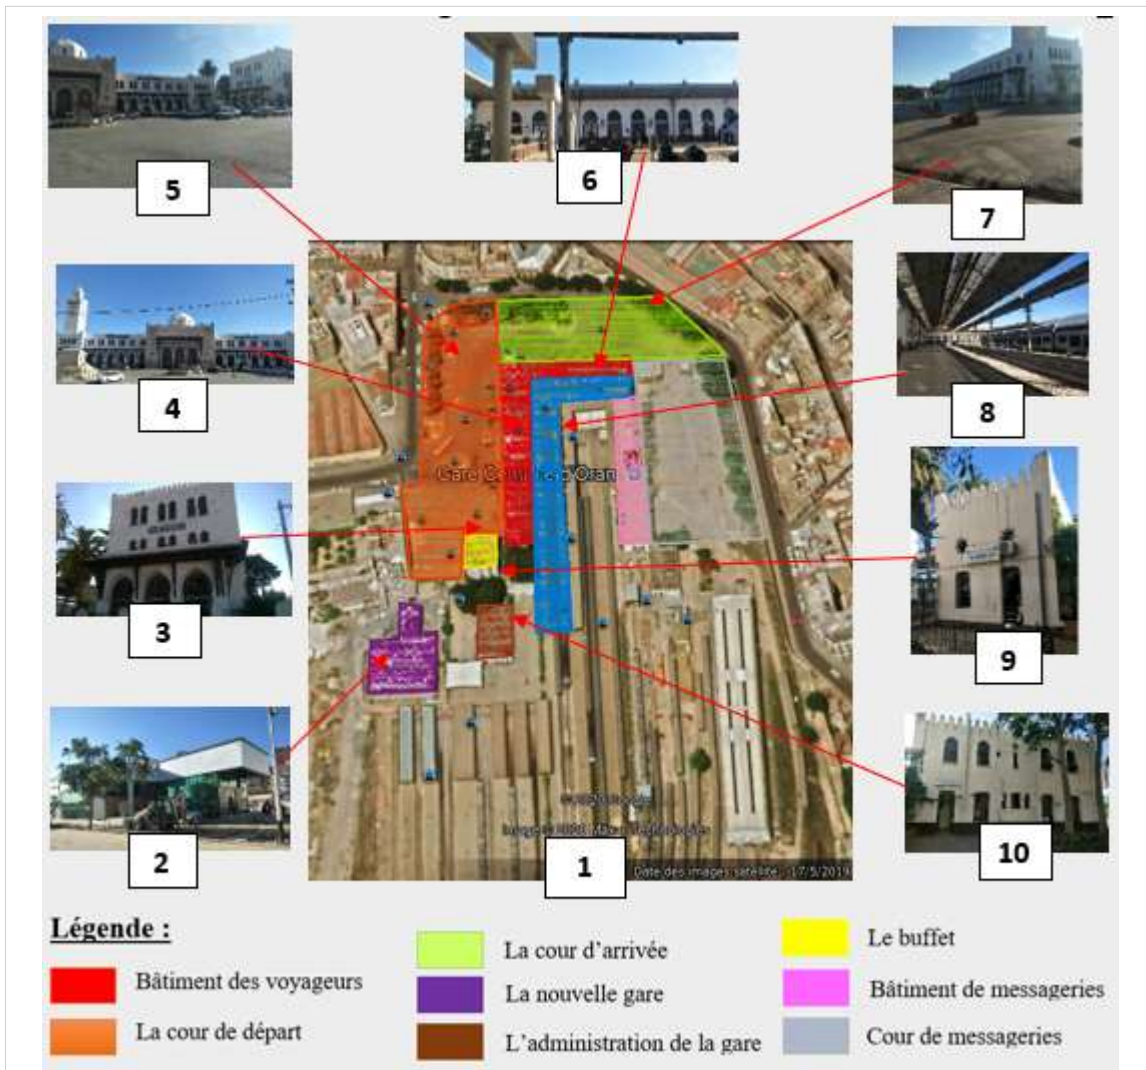 5
6
7
4
8
3
9
2
1
10
Gare Cen d'Oran
Date des images satellite : 17/5/2019
Légende :
Bâtiment des voyageurs
La cour de départ
La cour d'arrivée
La nouvelle gare
L'administration de la gare
Le buffet
Bâtiment de messageries
Cour de messageries